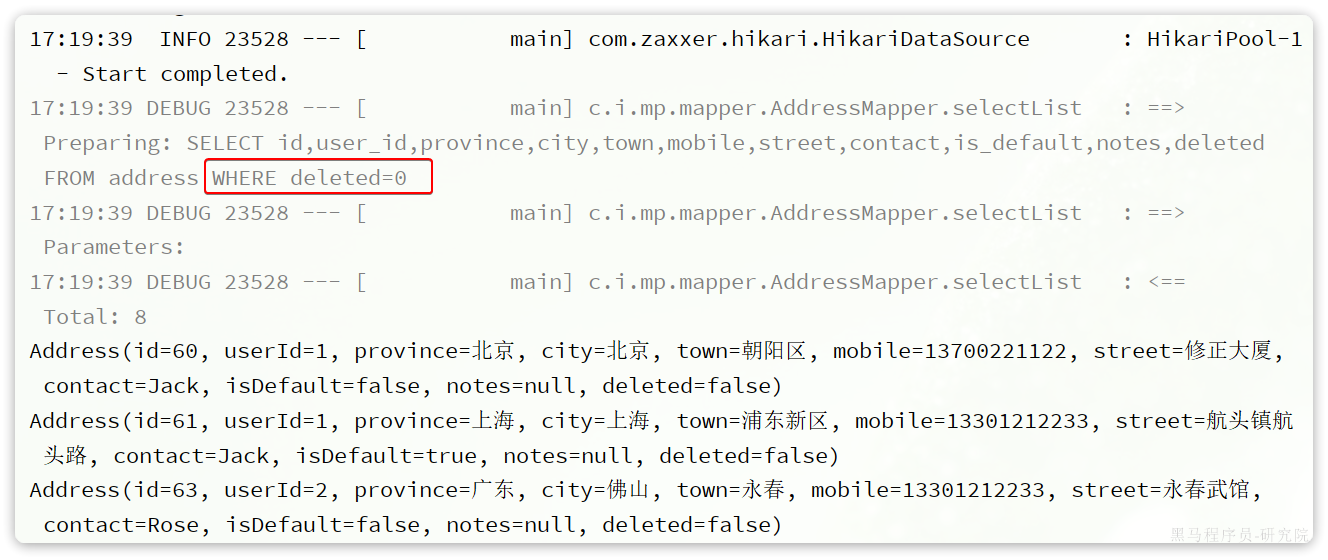 17:19:39  INFO 23528 --- [           main] com.zaxxer.hikari.HikariDataSource       : HikariPool-1
- Start completed.
17:19:39 DEBUG 23528 --- [           main] c.i.mp.mapper.AddressMapper.selectList   : ==>
Preparing: SELECT id,user_id,province,city,town,mobile,street,contact,is_default,notes,deleted
FROM address WHERE deleted=0
17:19:39 DEBUG 23528 --- [           main] c.i.mp.mapper.AddressMapper.selectList   : ==>
Parameters:
17:19:39 DEBUG 23528 --- [           main] c.i.mp.mapper.AddressMapper.selectList   : <==
Total: 8
Address(id=60, userId=1, province=北京, city=北京, town=朝阳区, mobile=13700221122, street=修正大厦,
contact=Jack, isDefault=false, notes=null, deleted=false)
Address(id=61, userId=1, province=上海, city=上海, town=浦东新区, mobile=13301212233, street=航头镇航
头路, contact=Jack, isDefault=true, notes=null, deleted=false)
Address(id=63, userId=2, province=广东, city=佛山, town=永春, mobile=13301212233, street=永春武馆,
contact=Rose, isDefault=false, notes=null, deleted=false)
黑马程序员-研究院